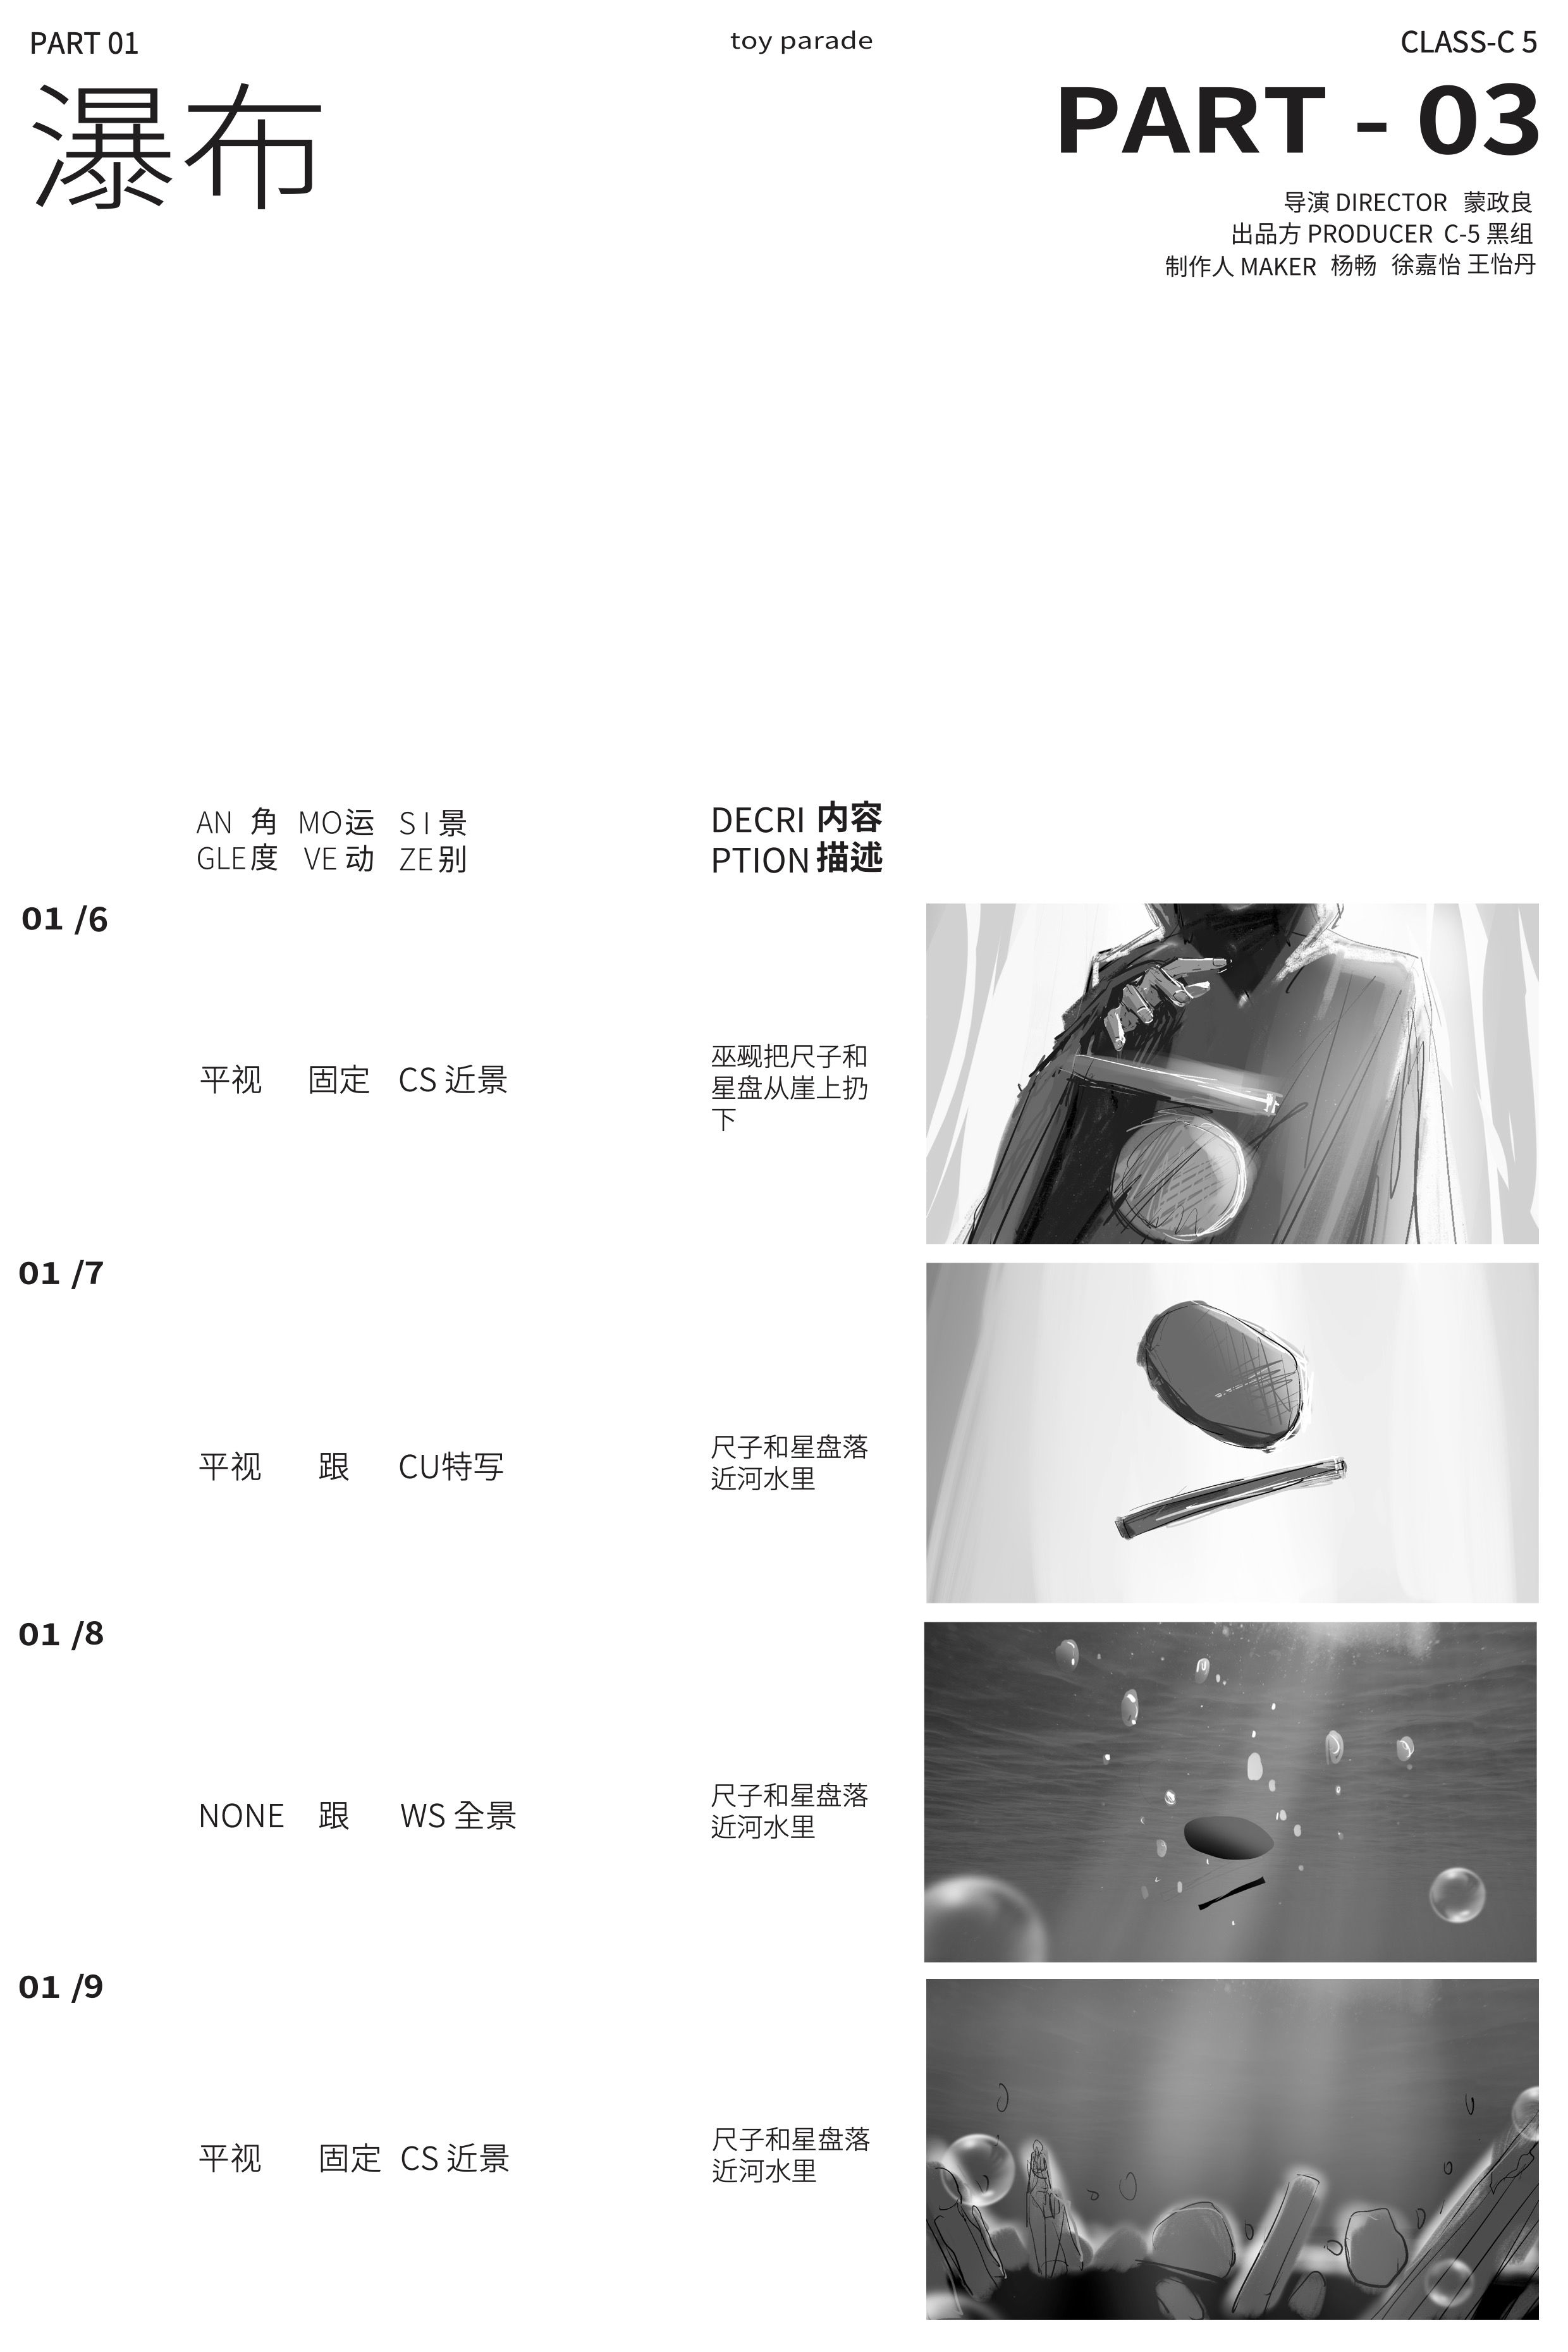 PART 01
toy parade
CLASS-C 5
瀑布
PART - 03
导演 DIRECTOR 蒙政良
出品方 PRODUCER C-5 黑组
制作人 MAKER 杨畅 徐嘉怡 王怡丹
AN 角 MO 运 SI 景
GLE 度 VE 动 ZE 别
DECRI 内容
PTION 描述
01 /6
平视 固定 CS 近景
巫觋把尺子和
星盘从崖上扔
下
01 /7
平视 跟 CU特写
尺子和星盘落
近河水里
01 /8
NONE 跟 WS 全景
尺子和星盘落
近河水里
01 /9
平视 固定 CS 近景
尺子和星盘落
近河水里